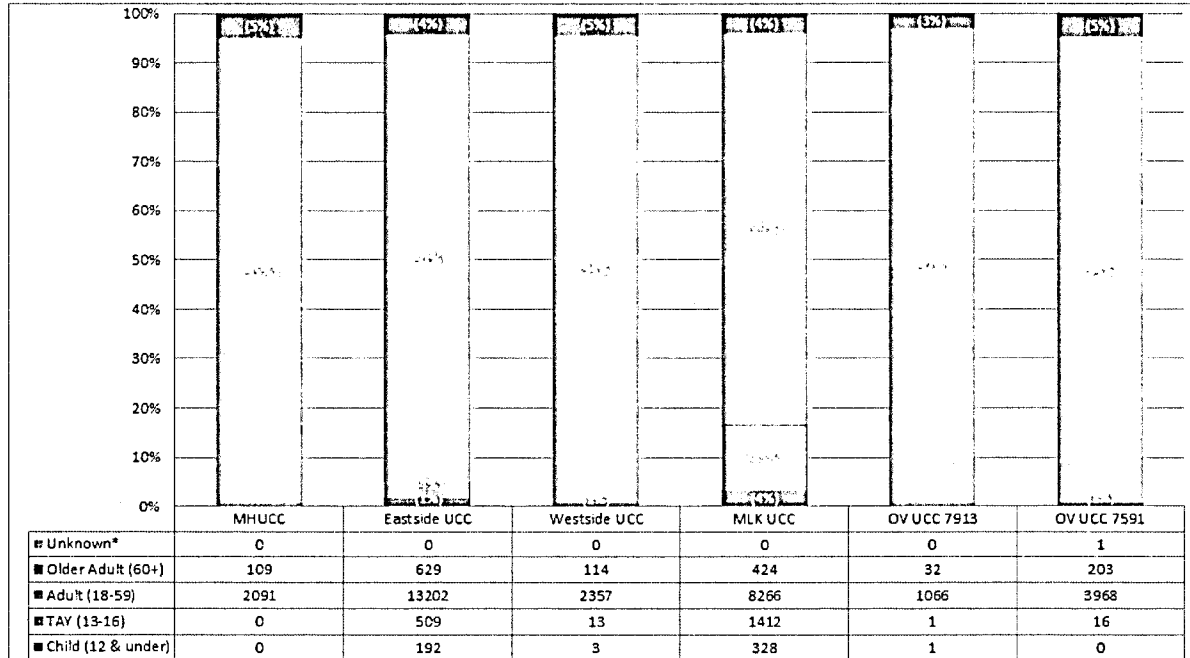 100%
(5%) (4%) (5%) (4%) (3%) (5%)
90%
80%
70%
60%
50%
40%
30%
20%
10%
(4%)
0%
MHUCC Eastside UCC Westside UCC MLK UCC OV UCC 7913 OV UCC 7591
Unknown* 0 0 0 0 0 1
Older Adult (60+) 109 629 114 424 32 203
Adult (18-59) 2091 13202 2357 8266 1066 3968
TAY (13-16) 0 509 13 1412 1 16
Child (12 & under) 0 192 3 328 1 0